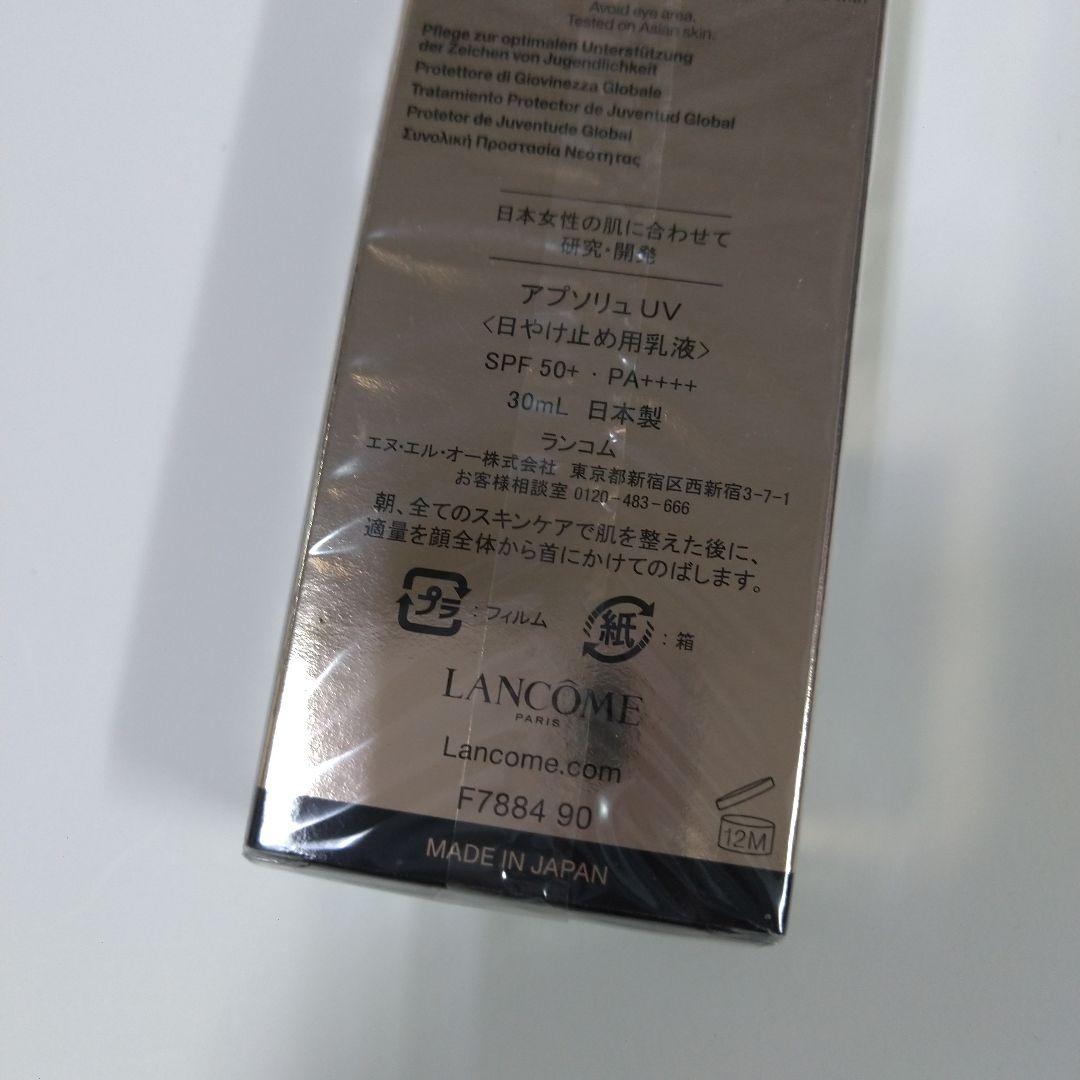 Avoid eye area.
Tested on Asian skin.
Pflege zur optimalen Unterstützung
der Zeichen von Jugendlichkeit
Protettore di Giovinezza Globale
Tratamiento Protector de Juventud Global
Protetor de Juventude Global
Συνολική Προστασία Νεότητας
日本女性の肌に合わせて
研究・開発
アプソリュ UV
〈日やけ止め用乳液〉
SPF 50+ · PA++++
30mL 日本製
ランコム
エヌ・エル・オー株式会社 東京都新宿区西新宿3-7-1
お客様相談室 0120-483-666
朝、全てのスキンケアで肌を整えた後に、
適量を顔全体から首にかけてのばします。
プラ : フィルム 紙 : 箱
LANCÔME
PARIS
Lancome.com
F7884 90
12M
MADE IN JAPAN